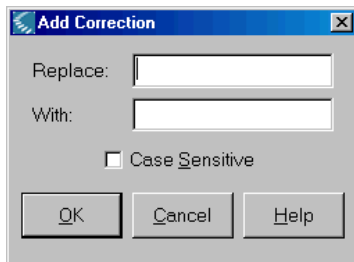 Add Correction
Replace:
With:
Case Sensitive
OK Cancel Help